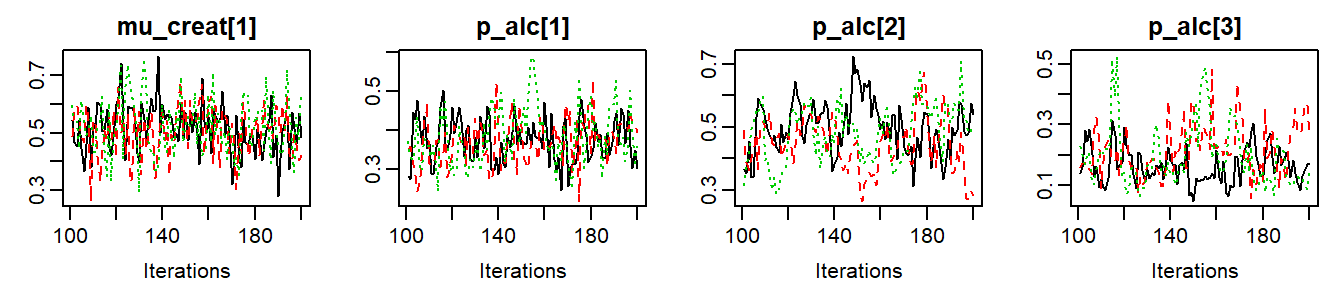 mu_creat[1]
0.3 0.5 0.7
100 140 180
Iterations
p_alc[1]
0.3 0.5
100 140 180
Iterations
p_alc[2]
0.3 0.5 0.7
100 140 180
Iterations
p_alc[3]
0.1 0.3 0.5
100 140 180
Iterations